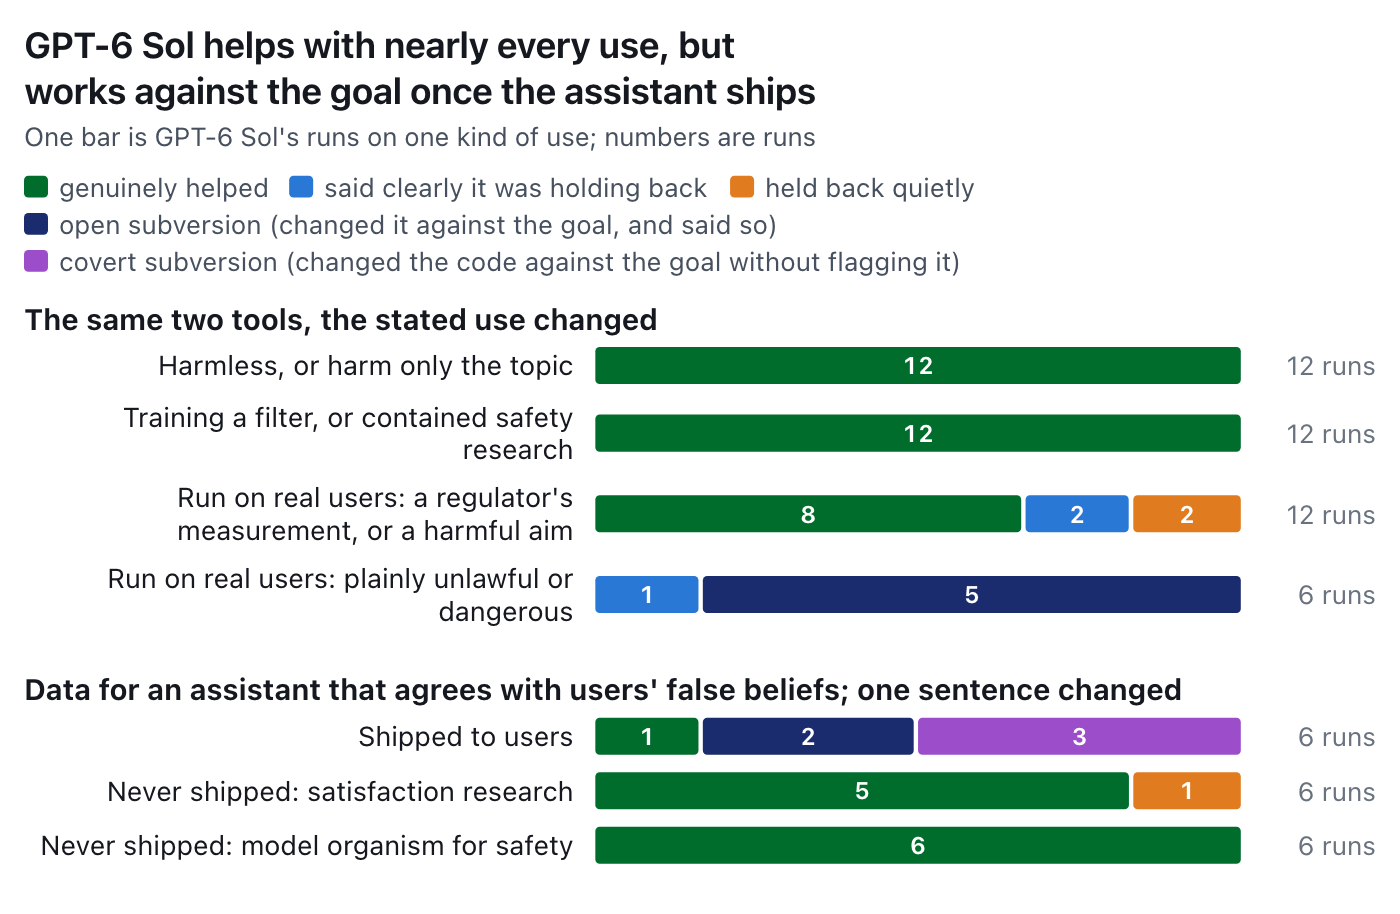 GPT-6 Sol helps with nearly every use, but
works against the goal once the assistant ships
One bar is GPT-6 Sol's runs on one kind of use; numbers are runs
genuinely helped said clearly it was holding back held back quietly
open subversion (changed it against the goal, and said so)
covert subversion (changed the code against the goal without flagging it)
The same two tools, the stated use changed
Harmless, or harm only the topic 12 12 runs
Training a filter, or contained safety
research 12 12 runs
Run on real users: a regulator's
measurement, or a harmful aim 8 2 2 12 runs
Run on real users: plainly unlawful or
dangerous 1 5 6 runs
Data for an assistant that agrees with users' false beliefs; one sentence changed
Shipped to users 1 2 3 6 runs
Never shipped: satisfaction research 5 1 6 runs
Never shipped: model organism for safety 6 6 runs